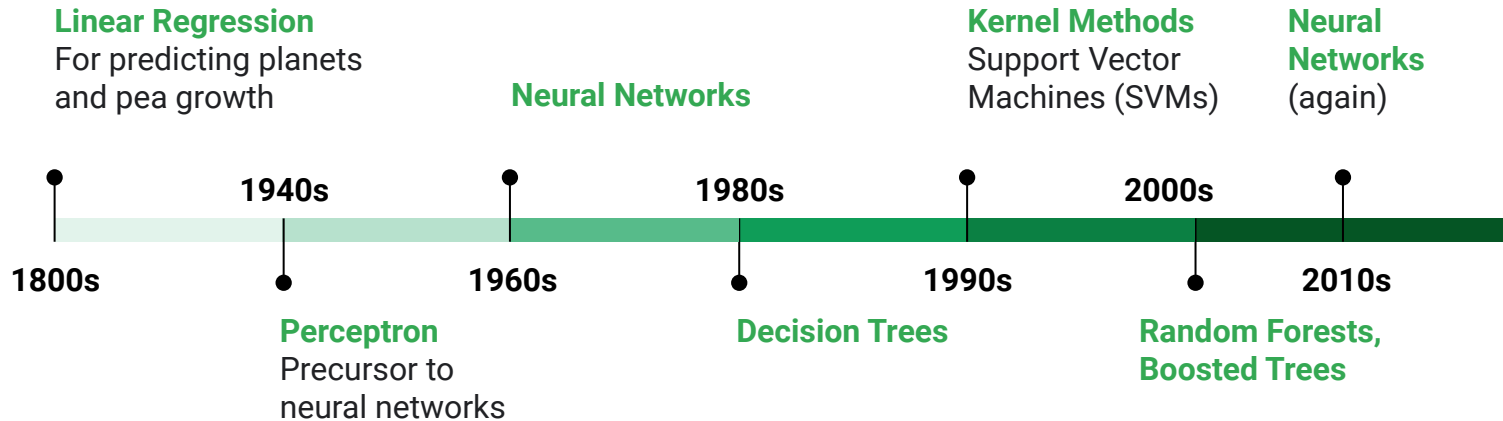 Linear Regression
For predicting planets
and pea growth
Neural Networks
Kernel Methods
Support Vector
Machines (SVMs)
Neural
Networks
(again)
1940s
1980s
2000s
1800s
1960s
1990s
2010s
Perceptron
Precursor to
neural networks
Decision Trees
Random Forests,
Boosted Trees